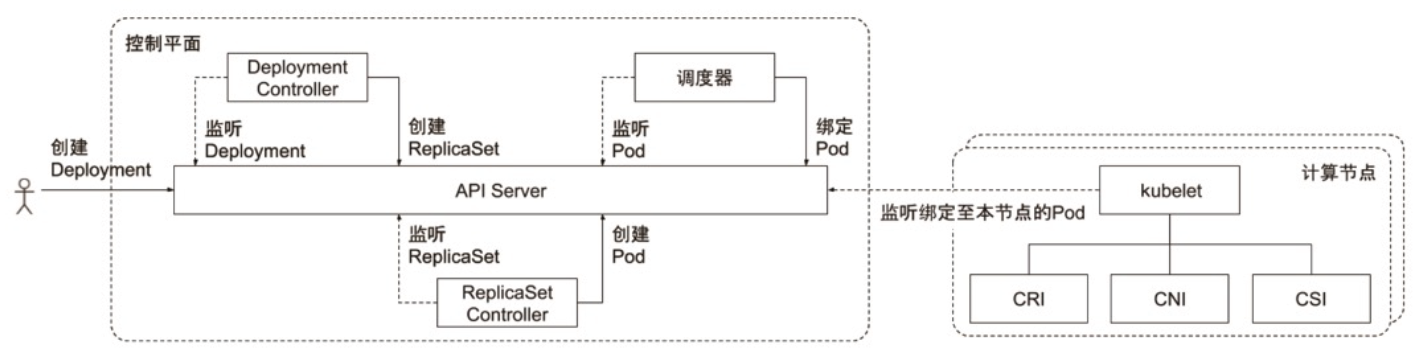 控制平面
Deployment
Controller
调度器
监听
Deployment
创建
ReplicaSet
监听
Pod
绑定
Pod
创建
Deployment
API Server
计算节点
kubelet
监听绑定至本节点的Pod
监听
ReplicaSet
创建
Pod
ReplicaSet
Controller
CRI
CNI
CSI